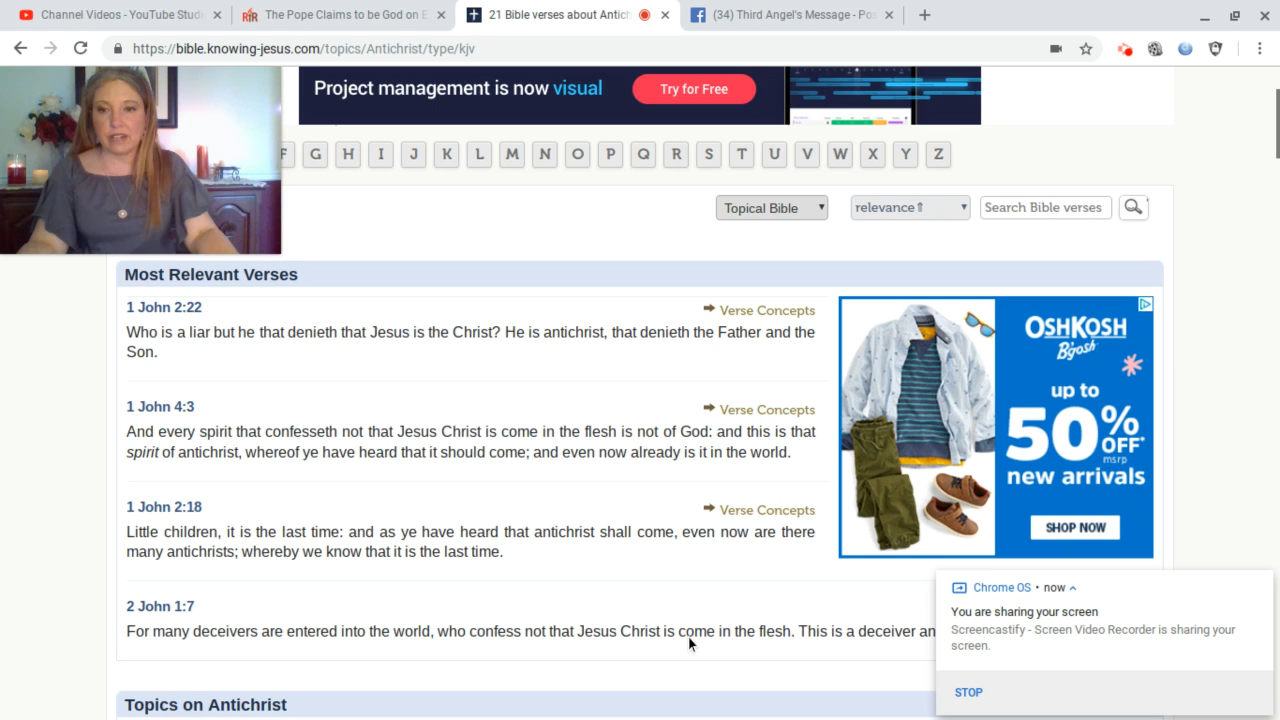 Channel Videos - YouTube Studi
The Pope Claims to be God on E
21 Bible verses about Antich
(34) Third Angel's Message - Po
https://bible.knowing-jesus.com/topics/Antichrist/type/kjv
Project management is now visual
Try for Free
F G H I J K L M N O P Q R S T U V W X Y Z
Topical Bible
relevance⇑
Search Bible verses
Most Relevant Verses
1 John 2:22
Verse Concepts
Who is a liar but he that denieth that Jesus is the Christ? He is antichrist, that denieth the Father and the
Son.
1 John 4:3
Verse Concepts
And every spirit that confesseth not that Jesus Christ is come in the flesh is not of God: and this is that
spirit of antichrist, whereof ye have heard that it should come; and even now already is it in the world.
1 John 2:18
Verse Concepts
Little children, it is the last time: and as ye have heard that antichrist shall come, even now are there
many antichrists; whereby we know that it is the last time.
2 John 1:7
For many deceivers are entered into the world, who confess not that Jesus Christ is come in the flesh. This is a deceiver an
Topics on Antichrist
OSHKOSH
B'gosh
up to
50%
OFF*
msrp
new arrivals
SHOP NOW
Chrome OS • now
You are sharing your screen
Screencastify - Screen Video Recorder is sharing your
screen.
STOP